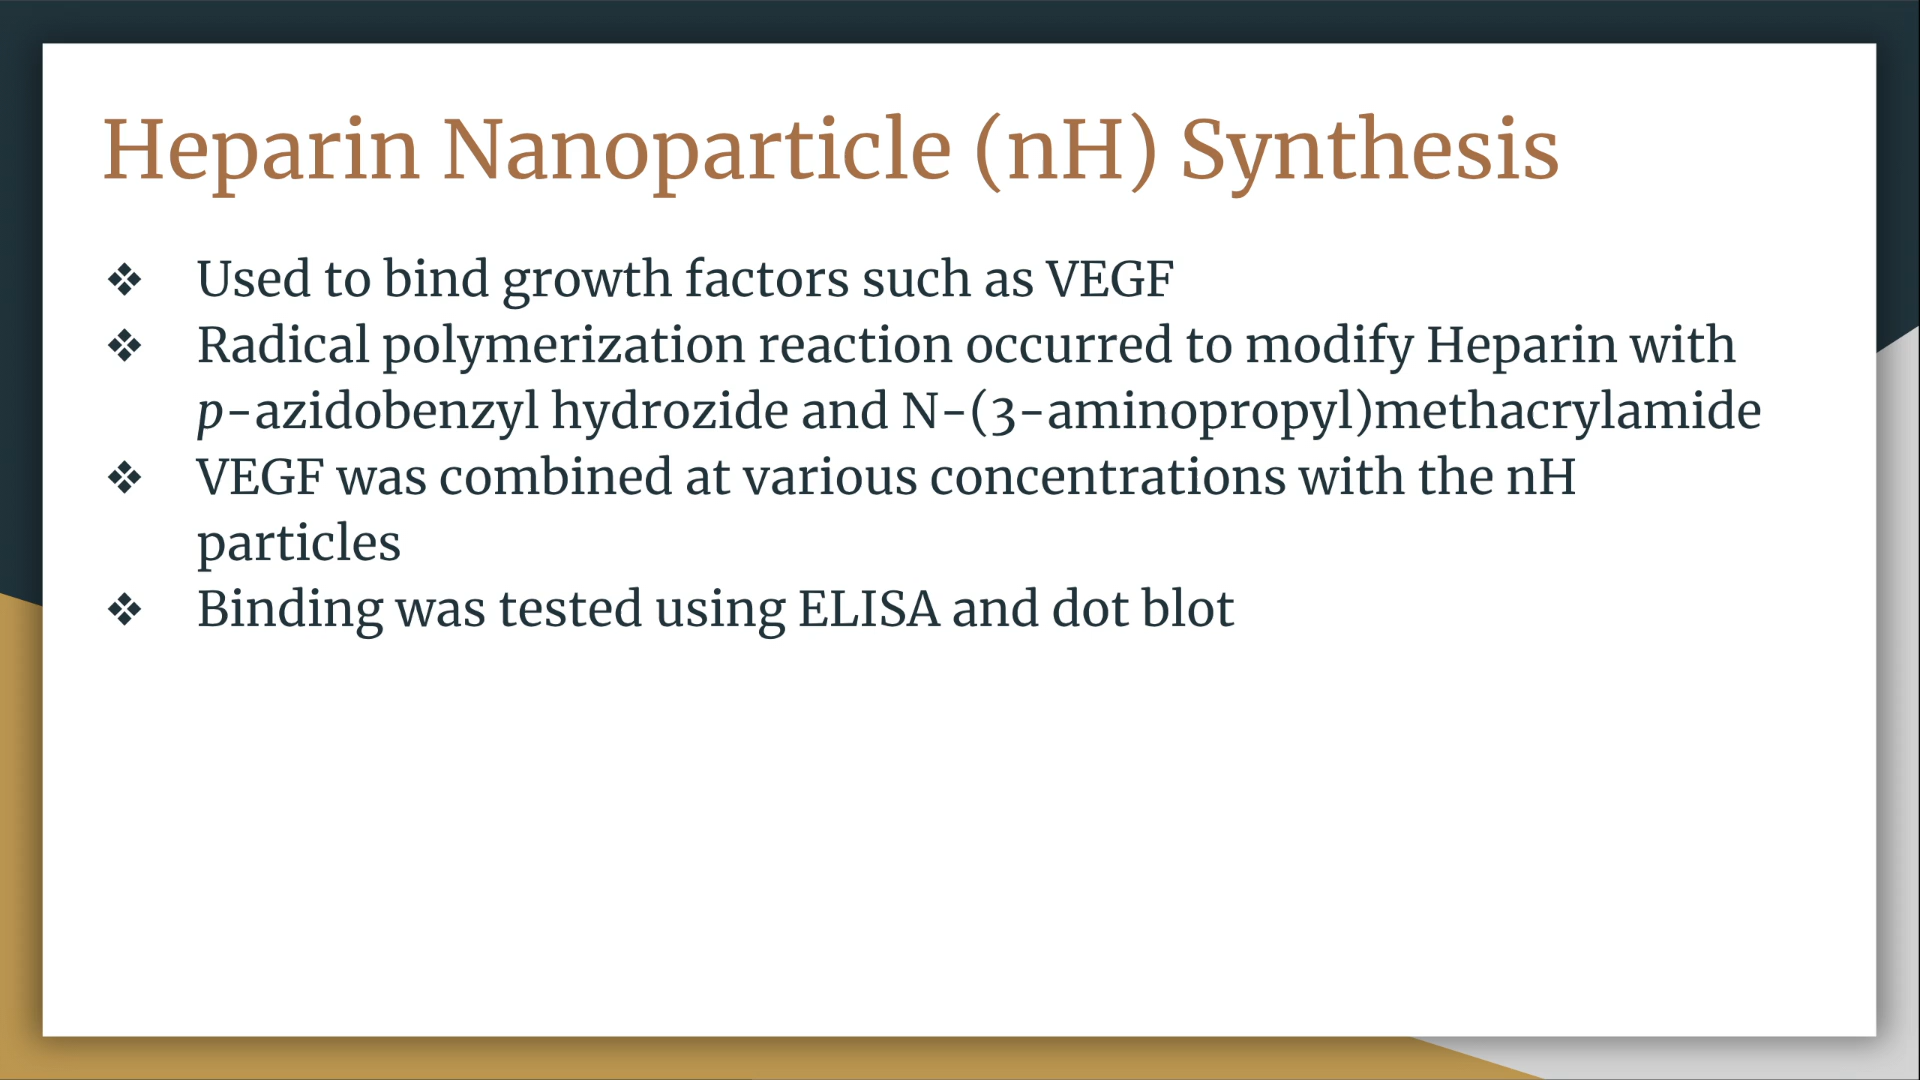 Heparin Nanoparticle (nH) Synthesis
❖ Used to bind growth factors such as VEGF
❖ Radical polymerization reaction occurred to modify Heparin with
p-azidobenzyl hydrozide and N-(3-aminopropyl)methacrylamide
❖ VEGF was combined at various concentrations with the nH
particles
❖ Binding was tested using ELISA and dot blot